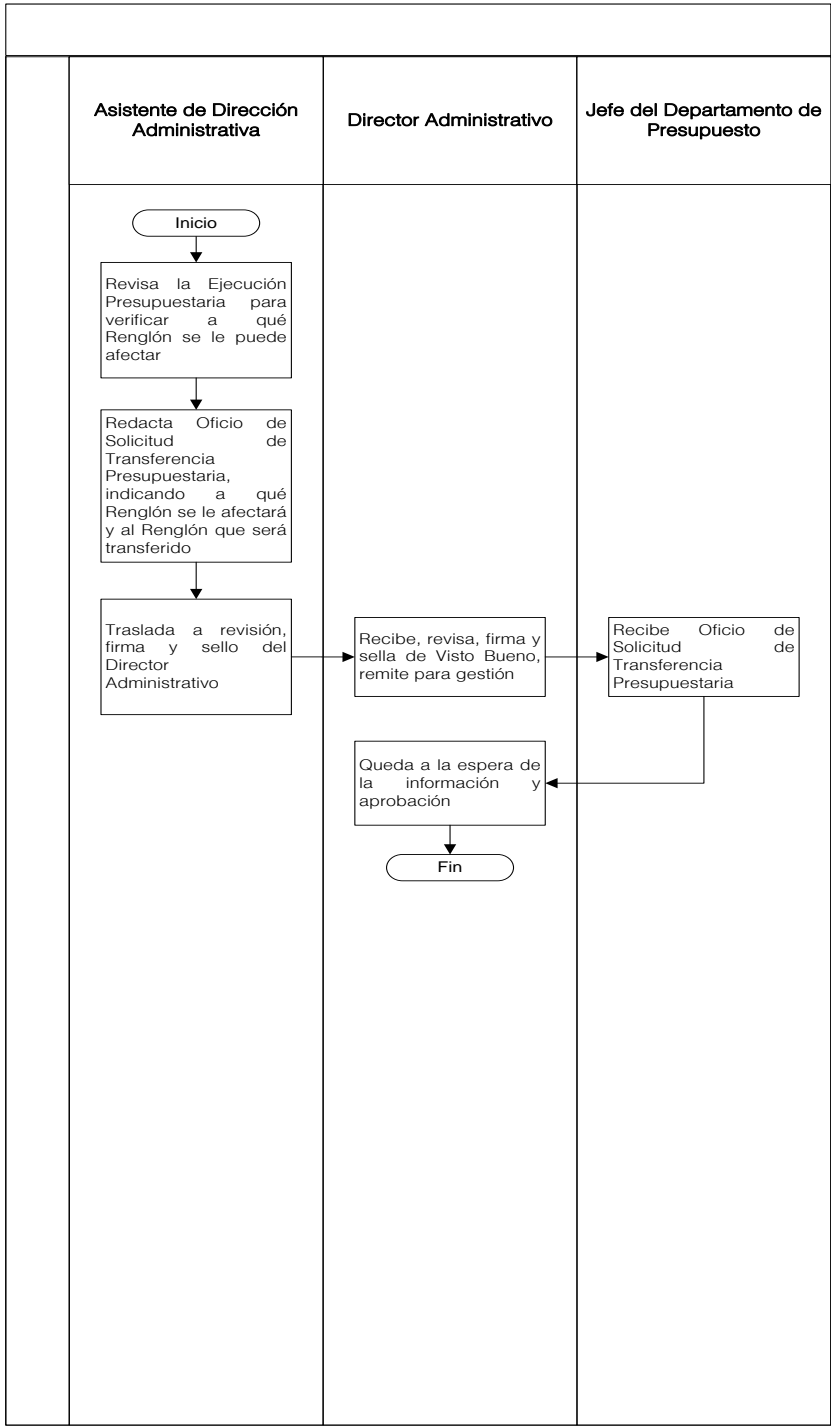 Asistente de Dirección
Administrativa
Director Administrativo
Jefe del Departamento de
Presupuesto
Inicio
Revisa la Ejecución
Presupuestaria para
verificar a qué
Renglón se le puede
afectar
Redacta Oficio de
Solicitud de
Transferencia
Presupuestaria,
indicando a qué
Renglón se le afectará
y al Renglón que será
transferido
Traslada a revisión,
firma y sello del
Director
Administrativo
Recibe, revisa, firma y
sella de Visto Bueno,
remite para gestión
Recibe Oficio de
Solicitud de
Transferencia
Presupuestaria
Queda a la espera de
la información y
aprobación
Fin